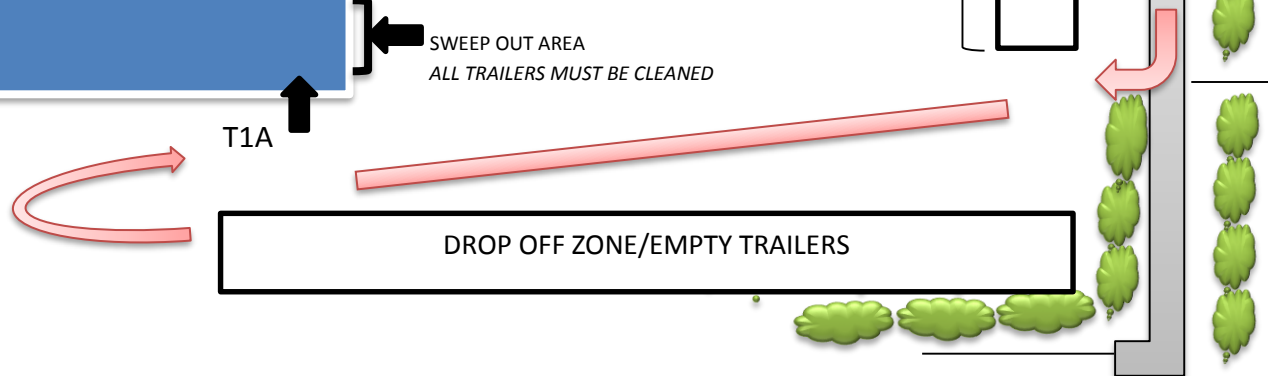 SWEEP OUT AREA
ALL TRAILERS MUST BE CLEANED
T1A
DROP OFF ZONE/EMPTY TRAILERS